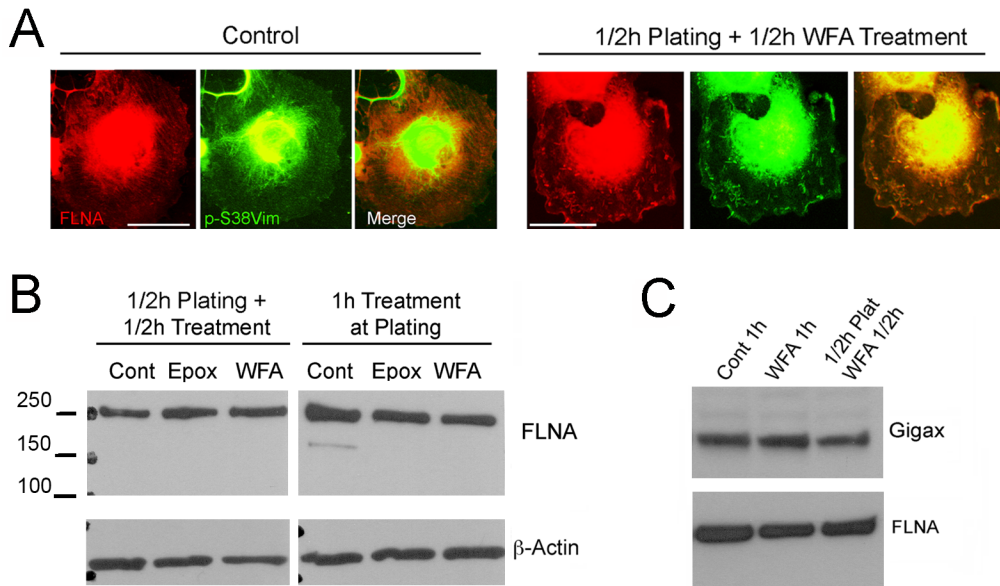 A
Control
1/2h Plating + 1/2h WFA Treatment
FLNA
p-S38Vim
Merge
B
1/2h Plating +
1/2h Treatment
1h Treatment
at Plating
Cont Epox WFA
Cont Epox WFA
250
150
100
FLNA
β-Actin
C
Cont 1h
WFA 1h
1/2h Plat
WFA 1/2h
Gigax
FLNA